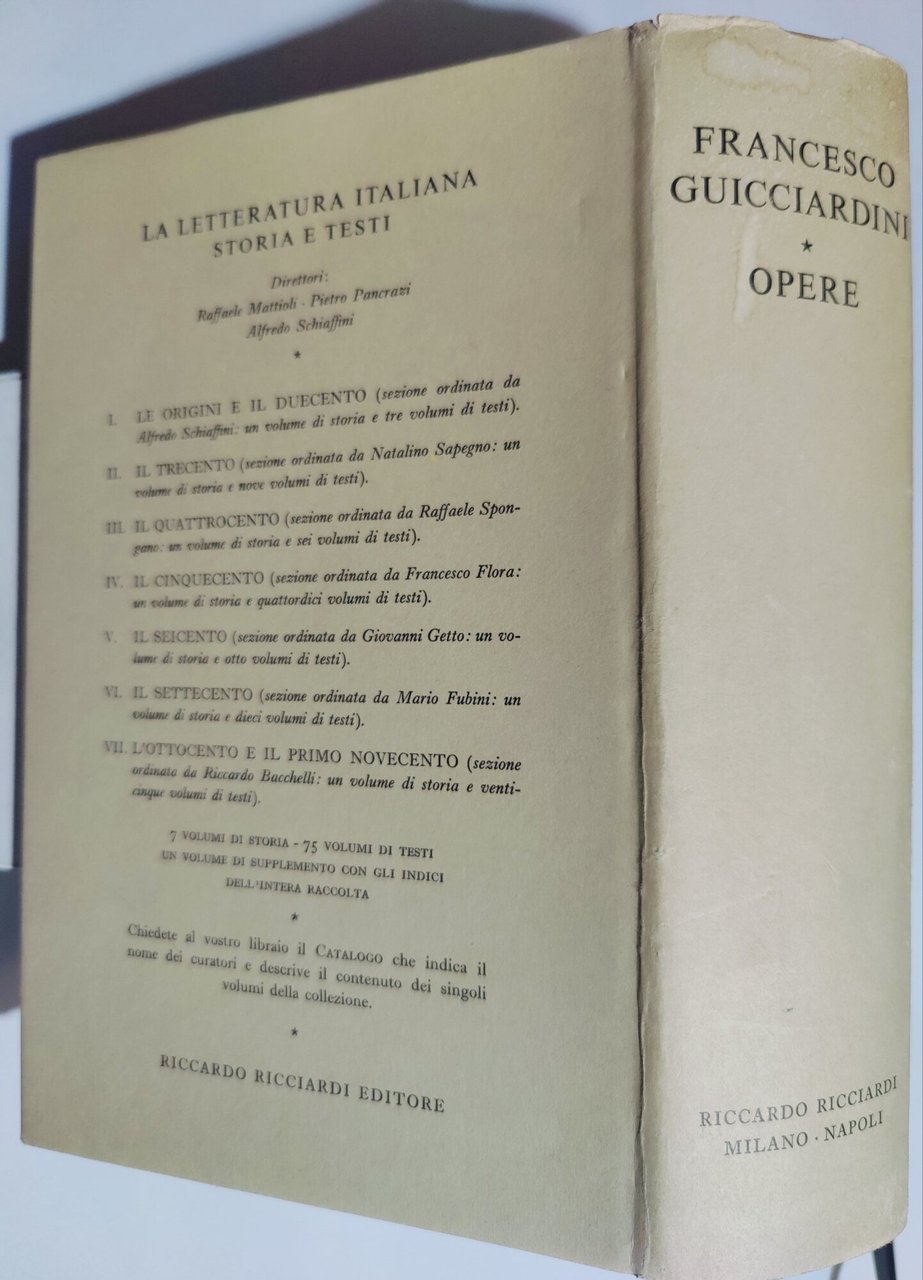 LA LETTERATURA ITALIANA
STORIA E TESTI
Direttori:
Raffaele Mattioli · Pietro Pancrazi
Alfredo Schiaffini
*
I. LE ORIGINI E IL DUECENTO (sezione ordinata da
Alfredo Schiaffini: un volume di storia e tre volumi di testi).
II. IL TRECENTO (sezione ordinata da Natalino Sapegno: un
volume di storia e nove volumi di testi).
III. IL QUATTROCENTO (sezione ordinata da Raffaele Spon-
gano: un volume di storia e sei volumi di testi).
IV. IL CINQUECENTO (sezione ordinata da Francesco Flora:
un volume di storia e quattordici volumi di testi).
V. IL SEICENTO (sezione ordinata da Giovanni Getto: un vo-
lume di storia e otto volumi di testi).
VI. IL SETTECENTO (sezione ordinata da Mario Fubini: un
volume di storia e dieci volumi di testi).
VII. L'OTTOCENTO E IL PRIMO NOVECENTO (sezione
ordinata da Riccardo Bacchelli: un volume di storia e venti-
cinque volumi di testi).
7 VOLUMI DI STORIA - 75 VOLUMI DI TESTI
UN VOLUME DI SUPPLEMENTO CON GLI INDICI
DELL'INTERA RACCOLTA
*
Chiedete al vostro libraio il CATALOGO che indica il
nome dei curatori e descrive il contenuto dei singoli
volumi della collezione.
*
RICCARDO RICCIARDI EDITORE
FRANCESCO
GUICCIARDINI
*
OPERE
RICCARDO RICCIARDI
MILANO · NAPOLI